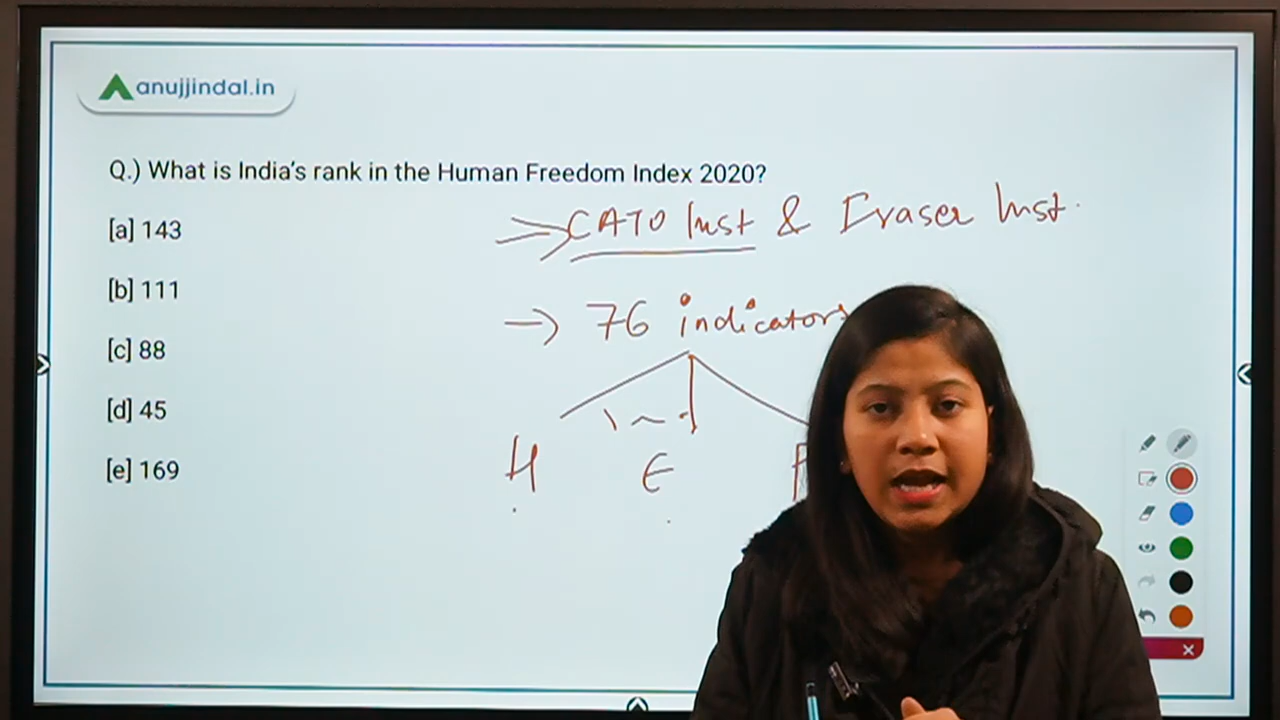 anujjindal.in
Q.) What is India's rank in the Human Freedom Index 2020?
[a] 143
[b] 111
[c] 88
[d] 45
[e] 169
CATO Inst & Fraser Inst.
76 indicators
H E